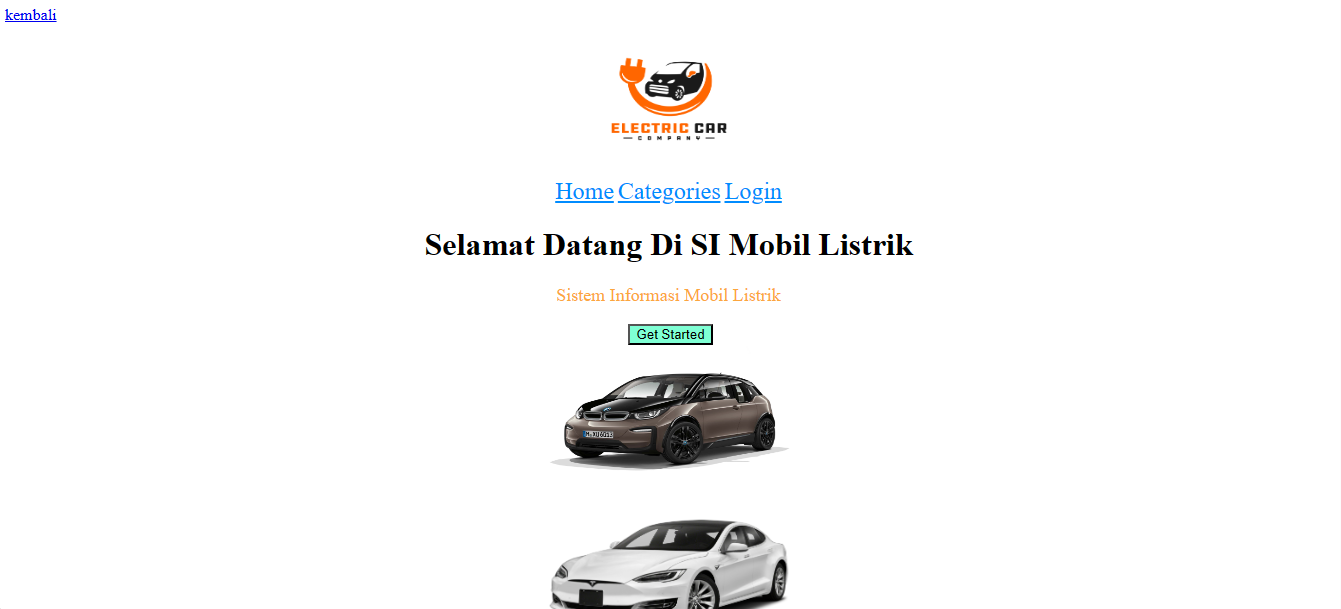 kembali
ELECTRIC CAR
COMPANY
Home Categories Login
Selamat Datang Di SI Mobil Listrik
Sistem Informasi Mobil Listrik
Get Started